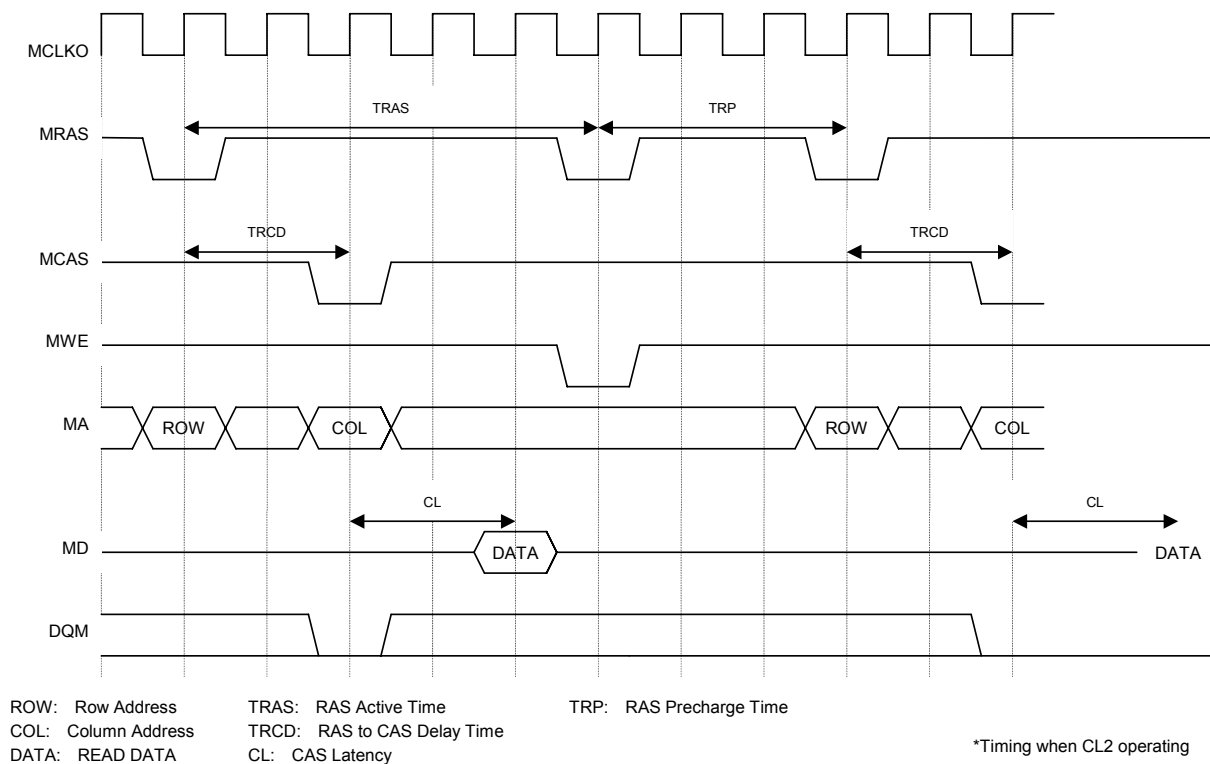 MCLKO
TRAS TRP
MRAS
TRCD TRCD
MCAS
MWE
MA ROW COL ROW COL
CL CL
MD DATA DATA
DQM
ROW: Row Address TRAS: RAS Active Time TRP: RAS Precharge Time
COL: Column Address TRCD: RAS to CAS Delay Time
DATA: READ DATA CL: CAS Latency
*Timing when CL2 operating